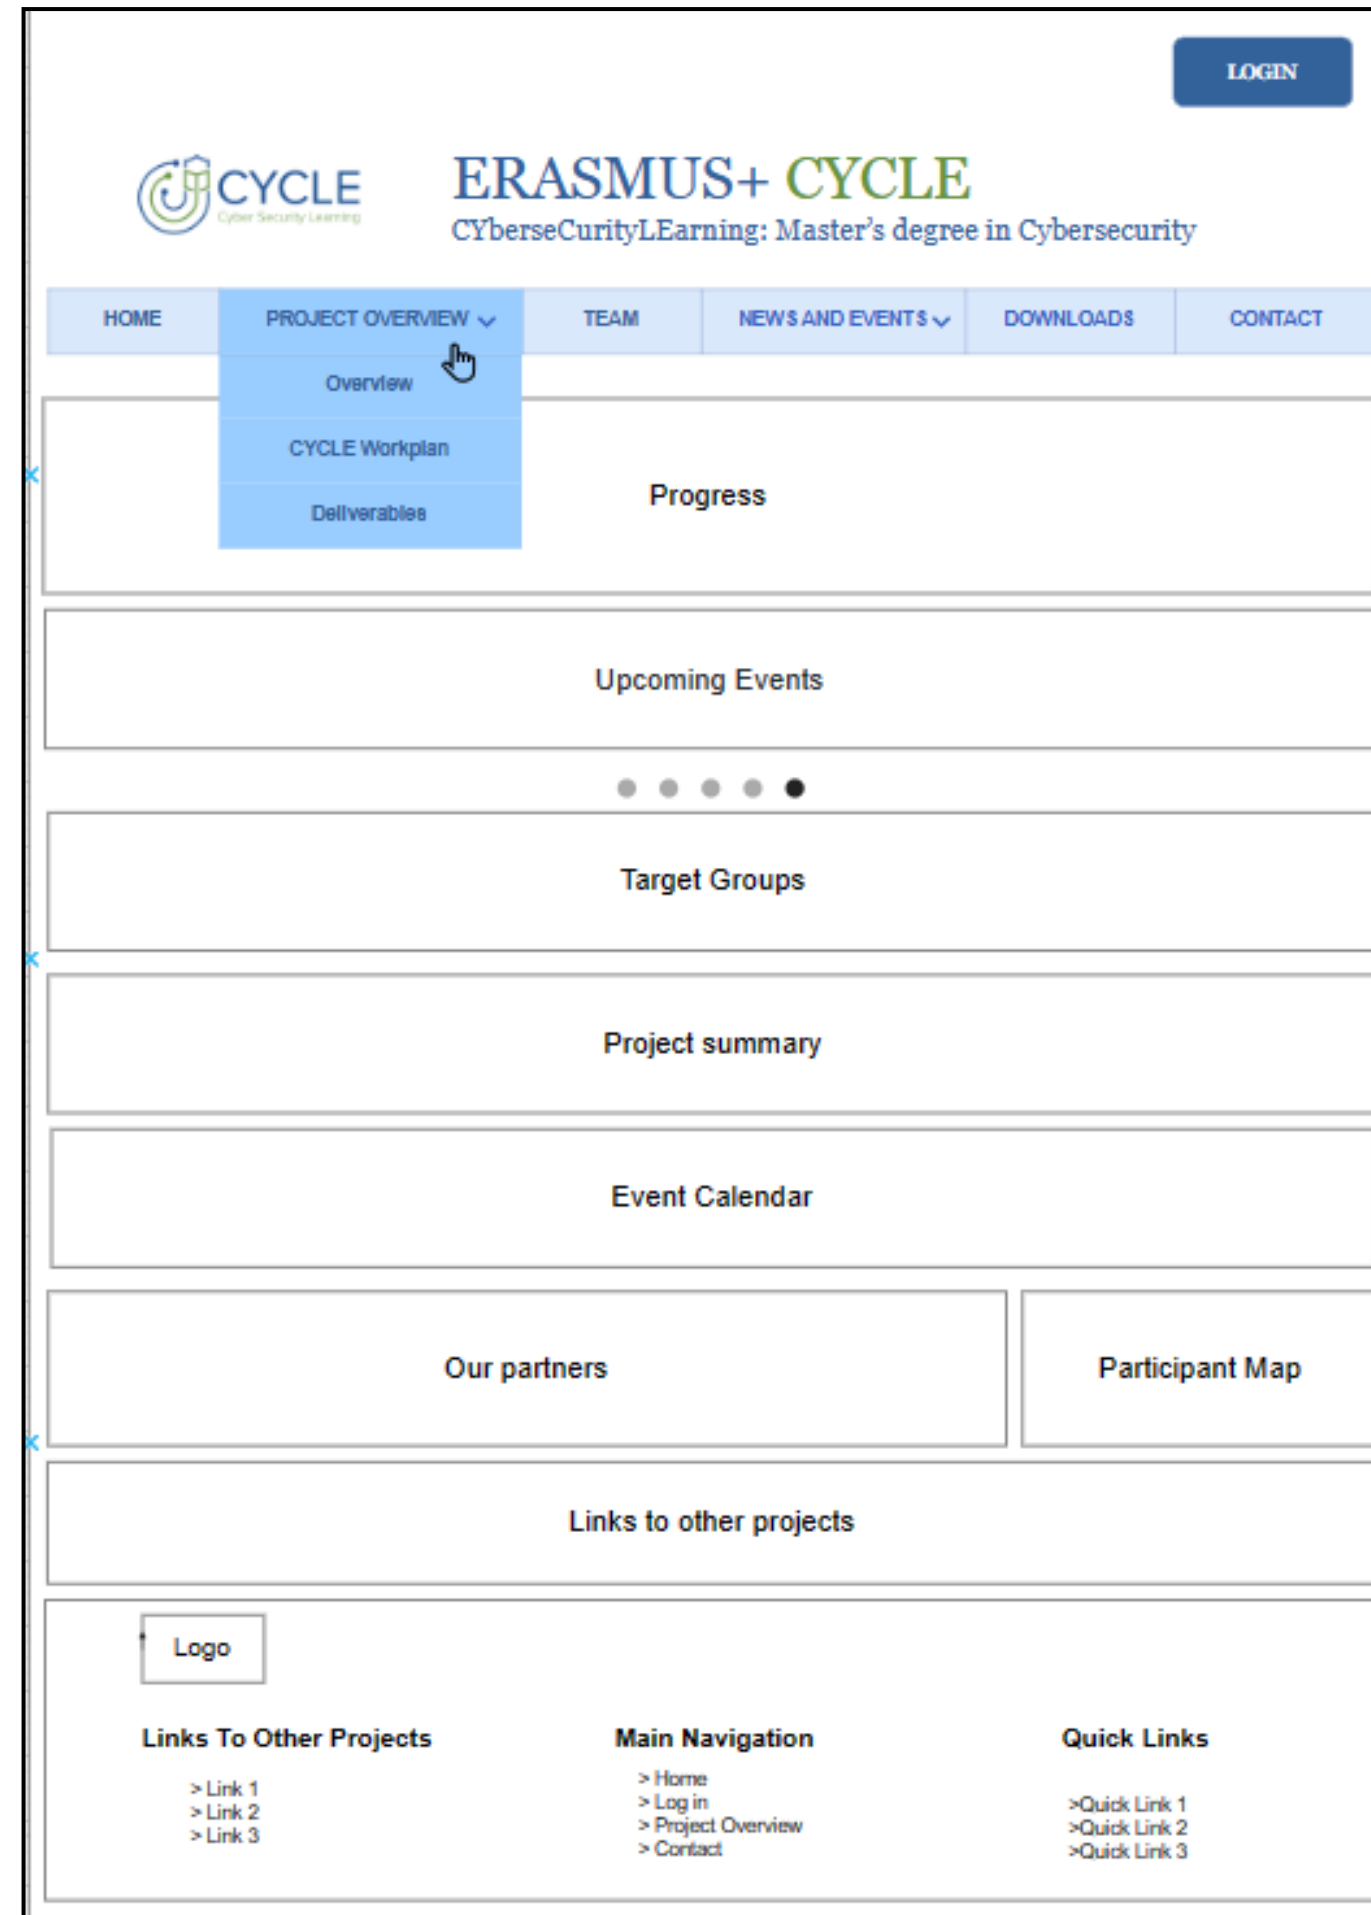 LOGIN
CYCLE
Cyber Security Learning
ERASMUS+ CYCLE
CYberseCurityLEarning: Master's degree in Cybersecurity
HOME PROJECT OVERVIEW TEAM NEWS AND EVENTS DOWNLOADS CONTACT
Overview
CYCLE Workplan
Deliverables
Progress
Upcoming Events
Target Groups
Project summary
Event Calendar
Our partners Participant Map
Links to other projects
Logo
Links To Other Projects Main Navigation Quick Links
> Link 1
> Link 2
> Link 3
> Home
> Log in
> Project Overview
> Contact
>Quick Link 1
>Quick Link 2
>Quick Link 3